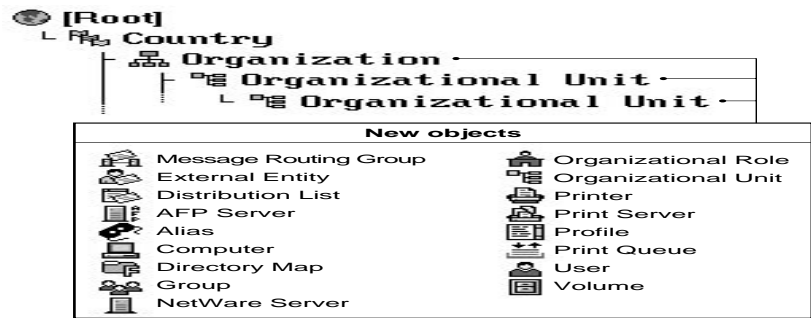 [Root]
Country
Organization
Organizational Unit
Organizational Unit
New objects
Message Routing Group
External Entity
Distribution List
AFP Server
Alias
Computer
Directory Map
Group
NetWare Server
Organizational Role
Organizational Unit
Printer
Print Server
Profile
Print Queue
User
Volume